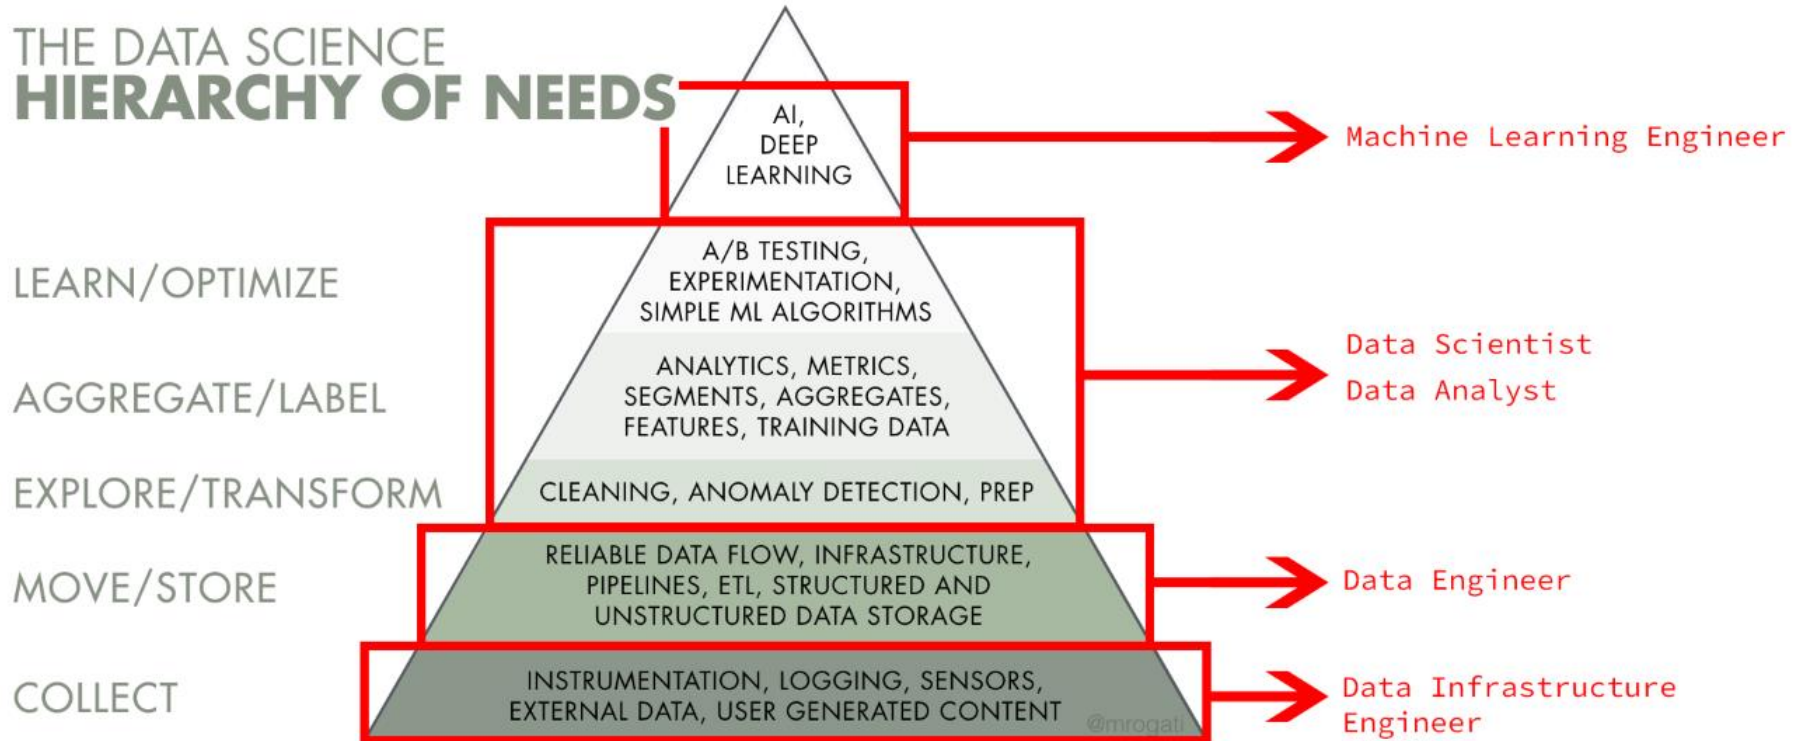 THE DATA SCIENCE
HIERARCHY OF NEEDS
AI,
DEEP
LEARNING
Machine Learning Engineer
LEARN/OPTIMIZE
A/B TESTING,
EXPERIMENTATION,
SIMPLE ML ALGORITHMS
AGGREGATE/LABEL
ANALYTICS, METRICS,
SEGMENTS, AGGREGATES,
FEATURES, TRAINING DATA
Data Scientist
Data Analyst
EXPLORE/TRANSFORM
CLEANING, ANOMALY DETECTION, PREP
MOVE/STORE
RELIABLE DATA FLOW, INFRASTRUCTURE,
PIPELINES, ETL, STRUCTURED AND
UNSTRUCTURED DATA STORAGE
Data Engineer
COLLECT
INSTRUMENTATION, LOGGING, SENSORS,
EXTERNAL DATA, USER GENERATED CONTENT
@mrogati
Data Infrastructure
Engineer